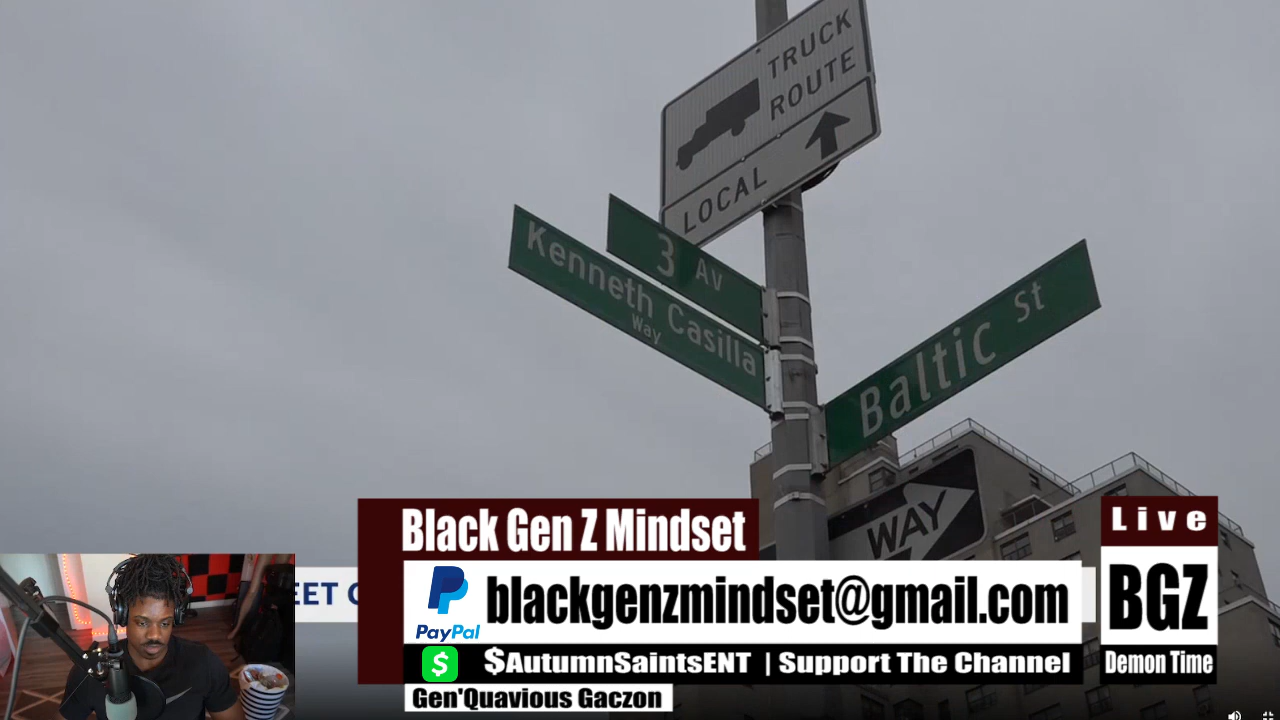 TRUCK
ROUTE
LOCAL
3 AV
Kenneth Casilla
Way
Baltic St
WAY
Black Gen Z Mindset
Live
EET
PayPal
blackgenzmindset@gmail.com
BGZ
$
$AutumnSaintsENT | Support The Channel
Demon Time
Gen'Quavious Gaczon